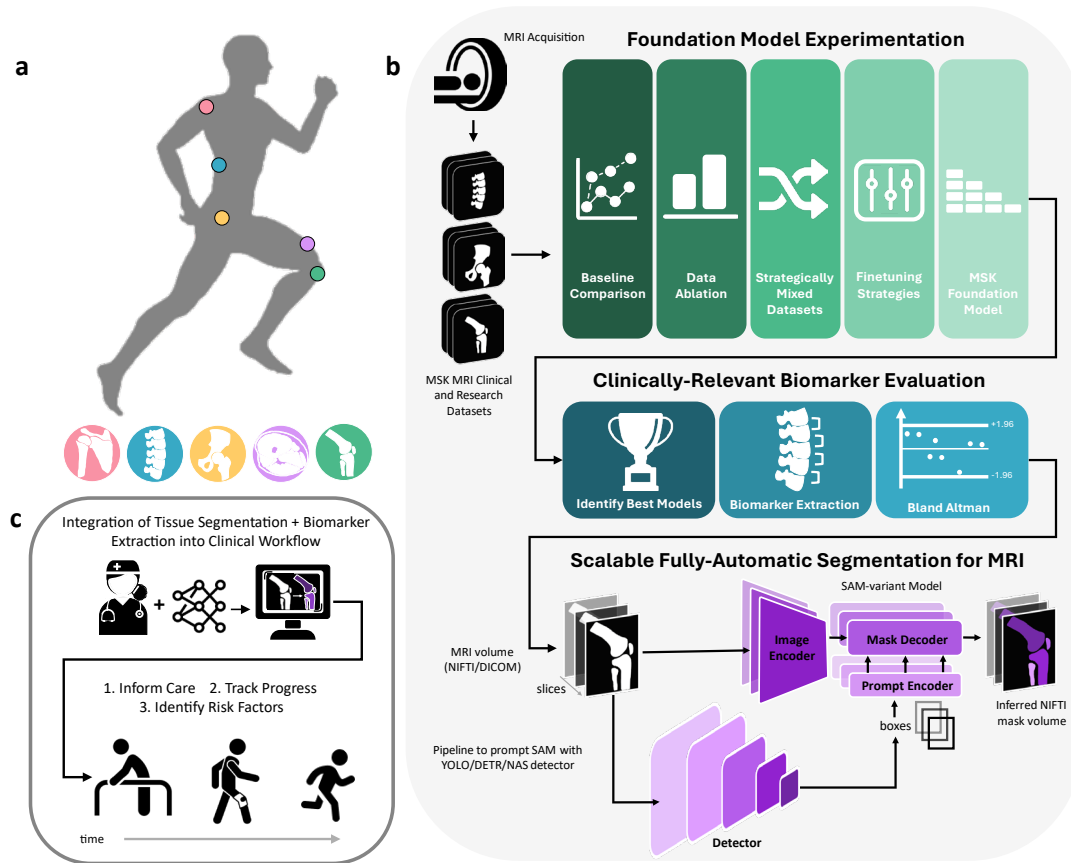 a
b
MRI Acquisition
Foundation Model Experimentation
Baseline
Comparison
Data
Ablation
Strategically
Mixed
Datasets
Finetuning
Strategies
MSK
Foundation
Model
MSK MRI Clinical
and Research
Datasets
Clinically-Relevant Biomarker Evaluation
Identify Best Models
Biomarker Extraction
+1.96
-1.96
Bland Altman
c
Integration of Tissue Segmentation + Biomarker
Extraction into Clinical Workflow
+
1. Inform Care 2. Track Progress
3. Identify Risk Factors
time
Scalable Fully-Automatic Segmentation for MRI
SAM-variant Model
MRI volume
(NIFTI/DICOM)
slices
Image
Encoder
Mask Decoder
Prompt Encoder
boxes
Inferred NIFTI
mask volume
Pipeline to prompt SAM with
YOLO/DETR/NAS detector
Detector